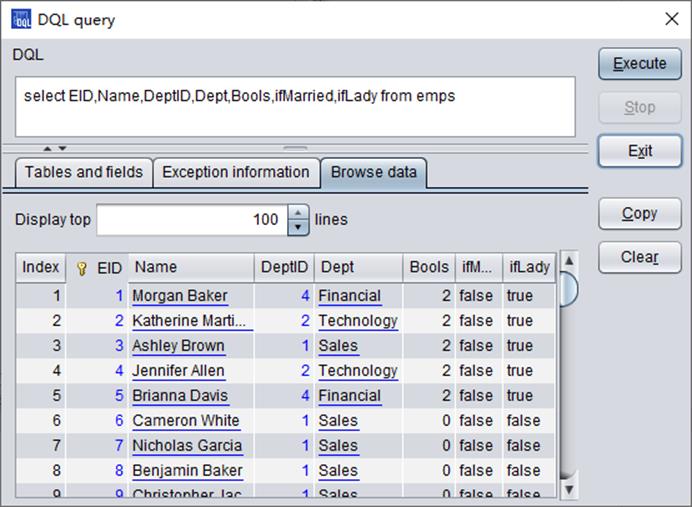 DQL DQL query
DQL
select EID,Name,DeptID,Dept,Bools,ifMarried,ifLady from emps
Execute
Stop
Exit
Tables and fields Exception information Browse data
Display top 100 lines
Copy
Clear
Index EID Name DeptID Dept Bools ifM... ifLady
1 1 Morgan Baker 4 Financial 2 false true
2 2 Katherine Marti... 2 Technology 2 false true
3 3 Ashley Brown 1 Sales 2 false true
4 4 Jennifer Allen 2 Technology 2 false true
5 5 Brianna Davis 4 Financial 2 false true
6 6 Cameron White 1 Sales 0 false false
7 7 Nicholas Garcia 1 Sales 0 false false
8 8 Benjamin Baker 1 Sales 0 false false
9 9 Christopher Jac... 1 Sales 0 false false